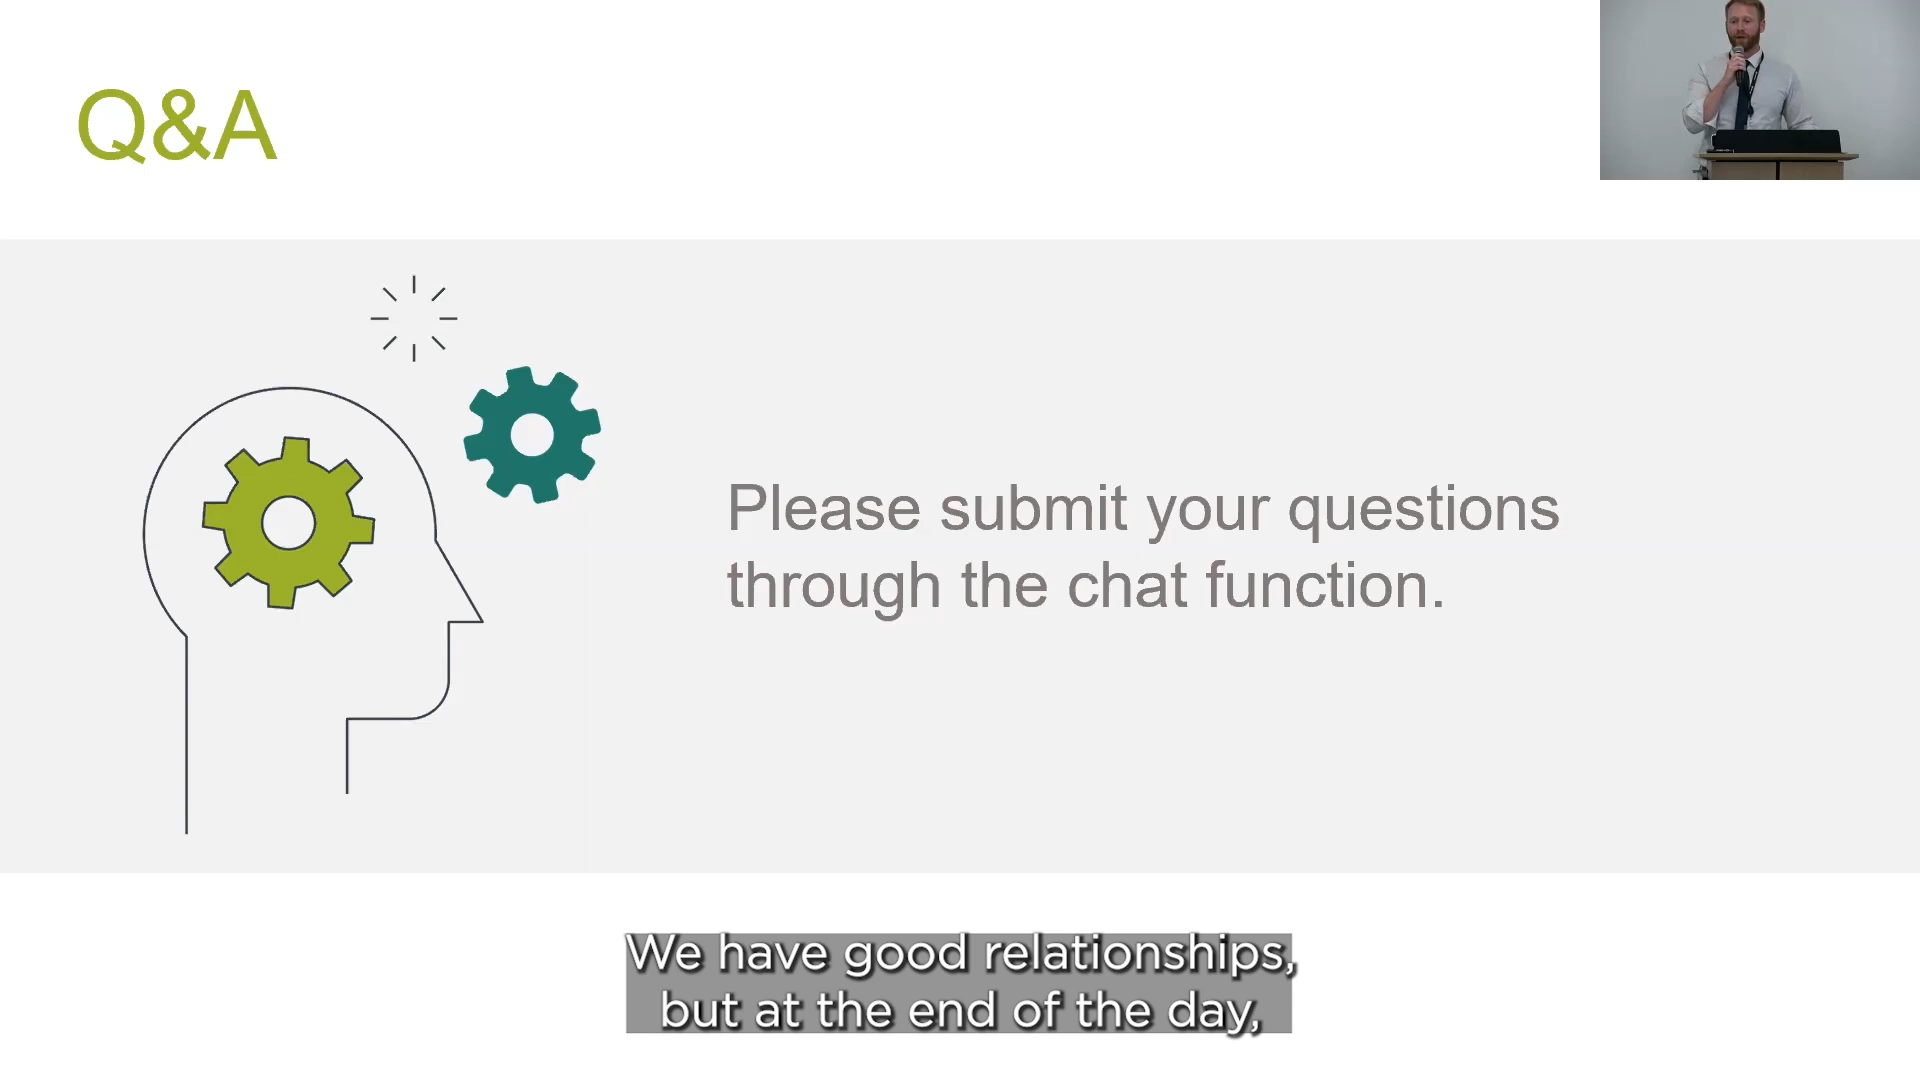 Q&A
Please submit your questions
through the chat function.
We have good relationships,
but at the end of the day,